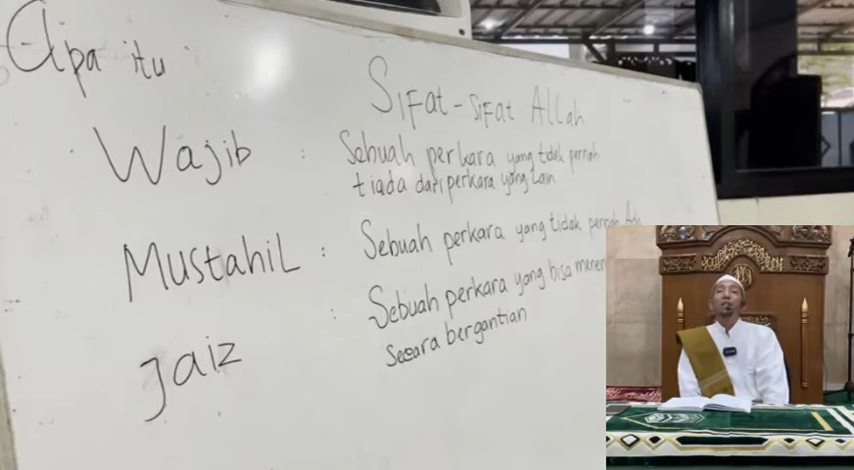 Apa itu
Sifat-sifat Allah
Wajib : Sebuah perkara yang tidak pernah
tiada dari perkara yang Lain
Mustahil : Sebuah perkara yang tidak
Jaiz : Sebuah perkara yang bisa
Secara bergantian